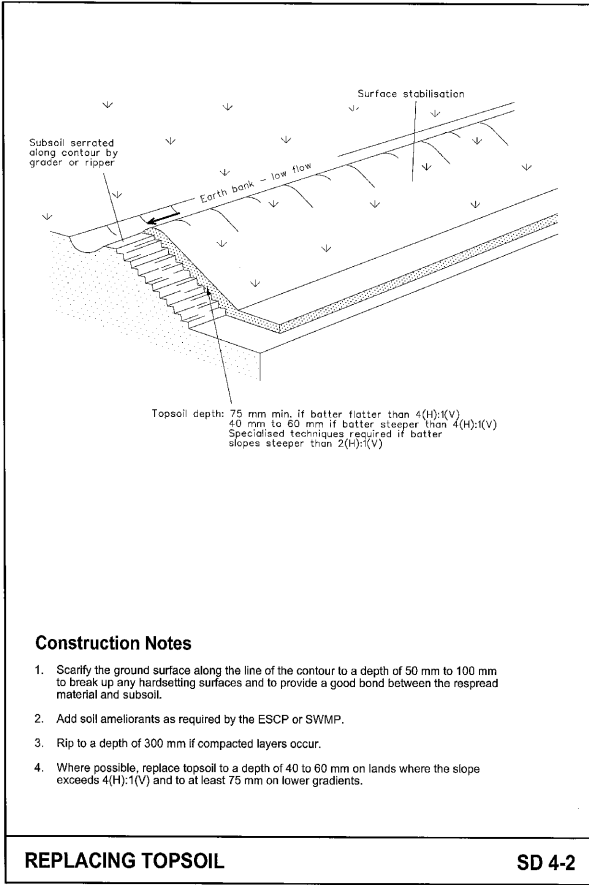 Surface stabilisation
Subsoil serrated
along contour by
grader or ripper
Earth bank - low flow
Topsoil depth: 75 mm min. if batter flatter than 4(H):1(V)
40 mm to 60 mm if batter steeper than 4(H):1(V)
Specialised techniques required if batter
slopes steeper than 2(H):1(V)
Construction Notes
1. Scarify the ground surface along the line of the contour to a depth of 50 mm to 100 mm
to break up any hardsetting surfaces and to provide a good bond between the respread
material and subsoil.
2. Add soil ameliorants as required by the ESCP or SWMP.
3. Rip to a depth of 300 mm if compacted layers occur.
4. Where possible, replace topsoil to a depth of 40 to 60 mm on lands where the slope
exceeds 4(H):1(V) and to at least 75 mm on lower gradients.
REPLACING TOPSOIL SD 4-2